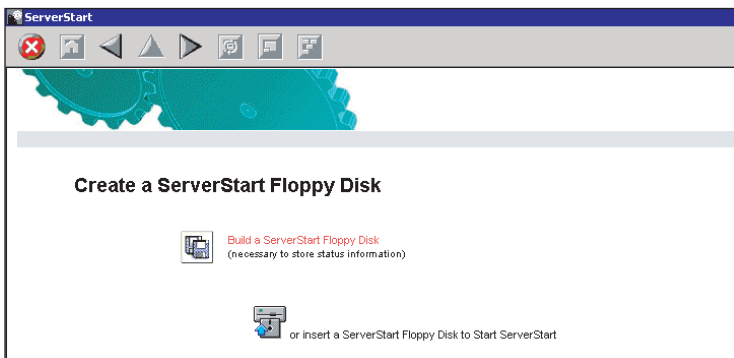 ServerStart
Create a ServerStart Floppy Disk
Build a ServerStart Floppy Disk
(necessary to store status information)
or insert a ServerStart Floppy Disk to Start ServerStart